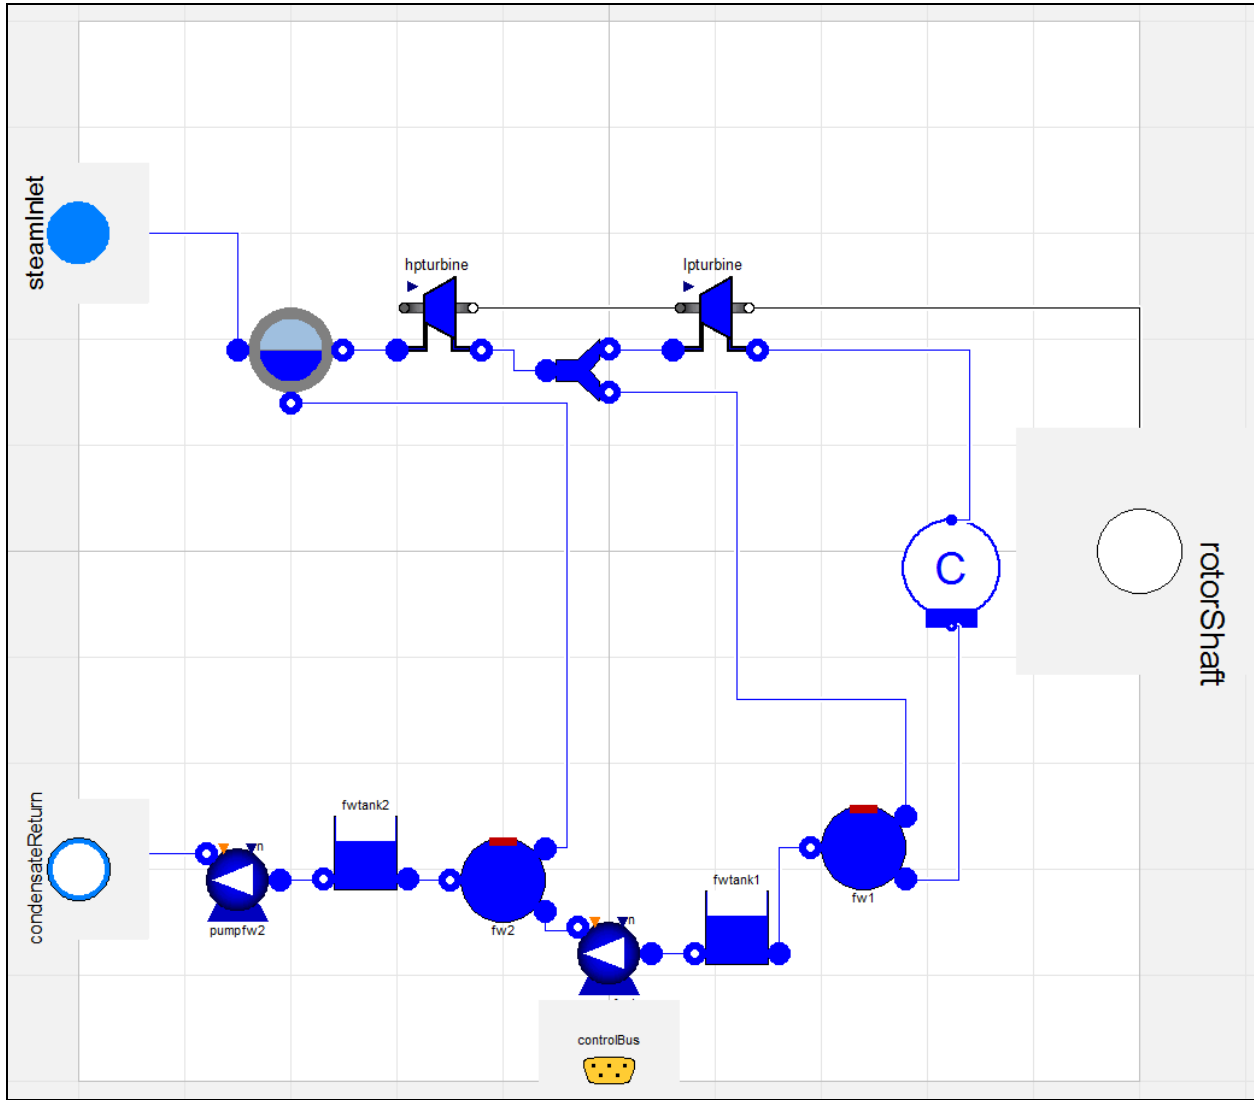 steamInlet
hpturbine
lpturbine
C
rotorShaft
condensateReturn
fwtank2
n
pumpfw2
fw2
fwtank1
n
fw1
controlBus